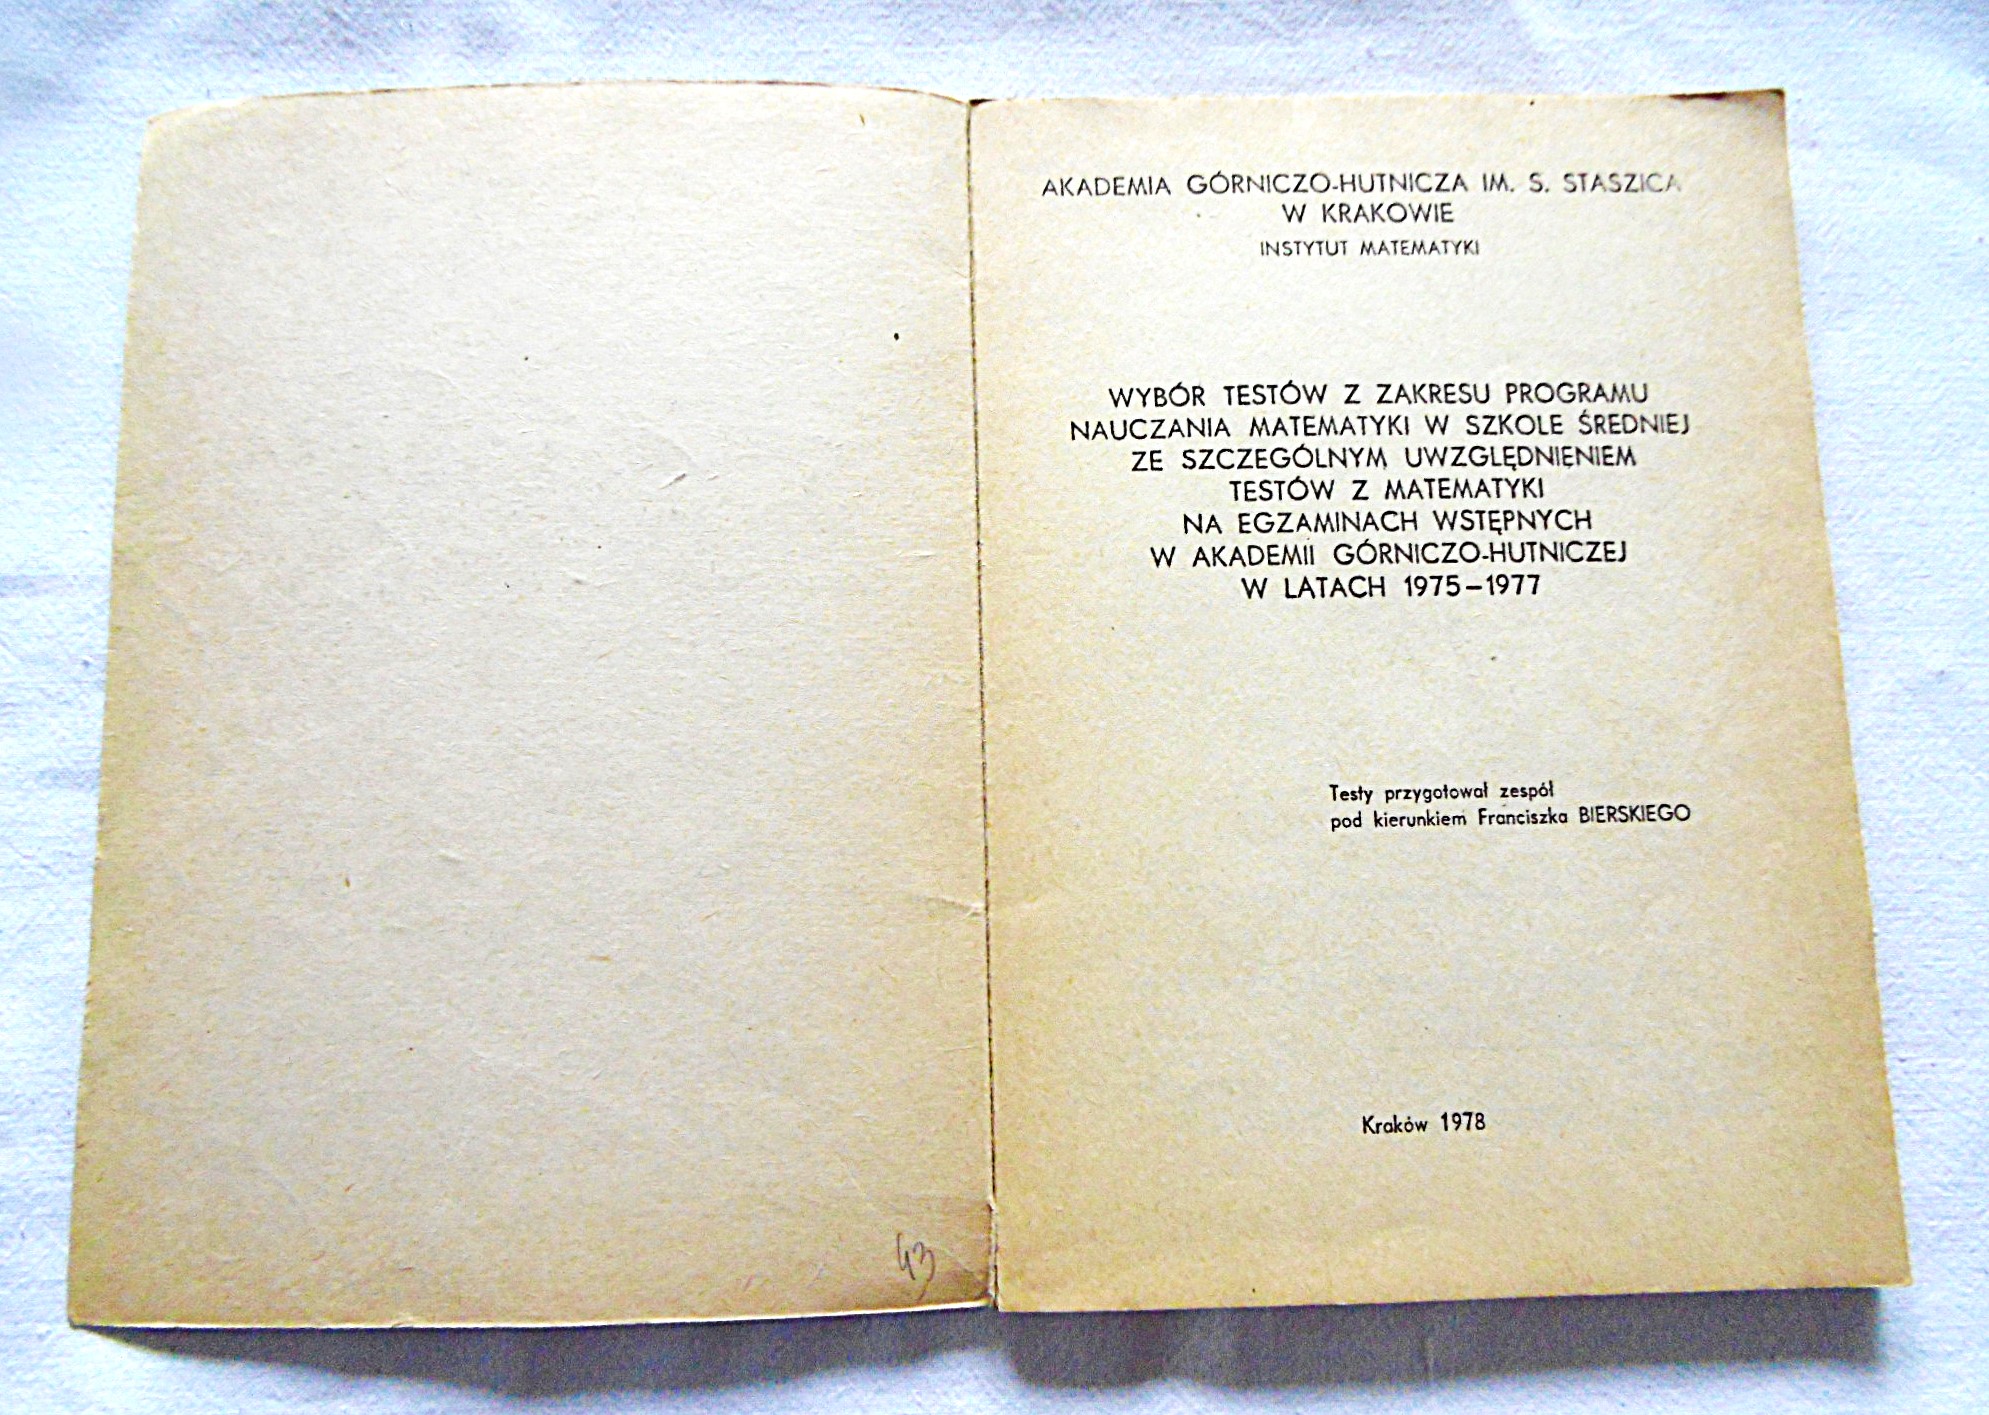 AKADEMIA GÓRNICZO-HUTNICZA IM. S. STASZICA
W KRAKOWIE
INSTYTUT MATEMATYKI
WYBÓR TESTÓW Z ZAKRESU PROGRAMU
NAUCZANIA MATEMATYKI W SZKOLE ŚREDNIEJ
ZE SZCZEGÓLNYM UWZGLĘDNIENIEM
TESTÓW Z MATEMATYKI
NA EGZAMINACH WSTĘPNYCH
W AKADEMII GÓRNICZO-HUTNICZEJ
W LATACH 1975–1977
Testy przygotował zespół
pod kierunkiem Franciszka BIERSKIEGO
Kraków 1978
43